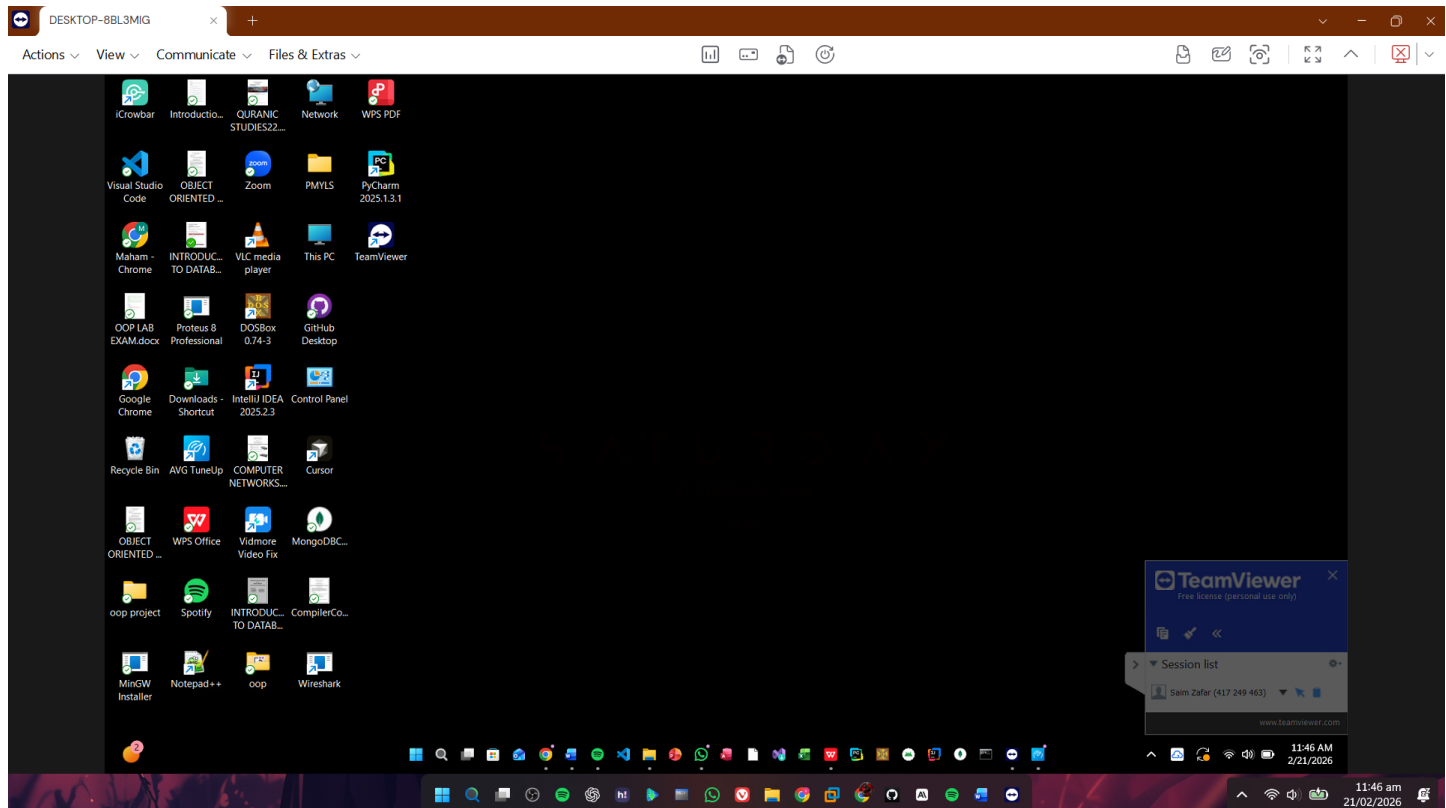 DESKTOP-8BL3MIG
Actions View Communicate Files & Extras
iCrowbar
Introductio...
QURANIC
STUDIES22....
Network
WPS PDF
Visual Studio
Code
OBJECT
ORIENTED ...
Zoom
PMYLS
PyCharm
2025.1.3.1
Maham -
Chrome
INTRODUC...
TO DATAB...
VLC media
player
This PC
TeamViewer
OOP LAB
EXAM.docx
Proteus 8
Professional
DOSBox
0.74-3
GitHub
Desktop
Google
Chrome
Downloads -
Shortcut
IntelliJ IDEA
2025.2.3
Control Panel
Recycle Bin
AVG TuneUp
COMPUTER
NETWORKS....
Cursor
OBJECT
ORIENTED ...
WPS Office
Vidmore
Video Fix
MongoDBC...
oop project
Spotify
INTRODUC...
TO DATAB...
CompilerCo...
MinGW
Installer
Notepad++
oop
Wireshark
TeamViewer
Free license (personal use only)
Session list
Saim Zafar (417 249 463)
www.teamviewer.com
2
11:46 AM
2/21/2026
11:46 am
21/02/2026